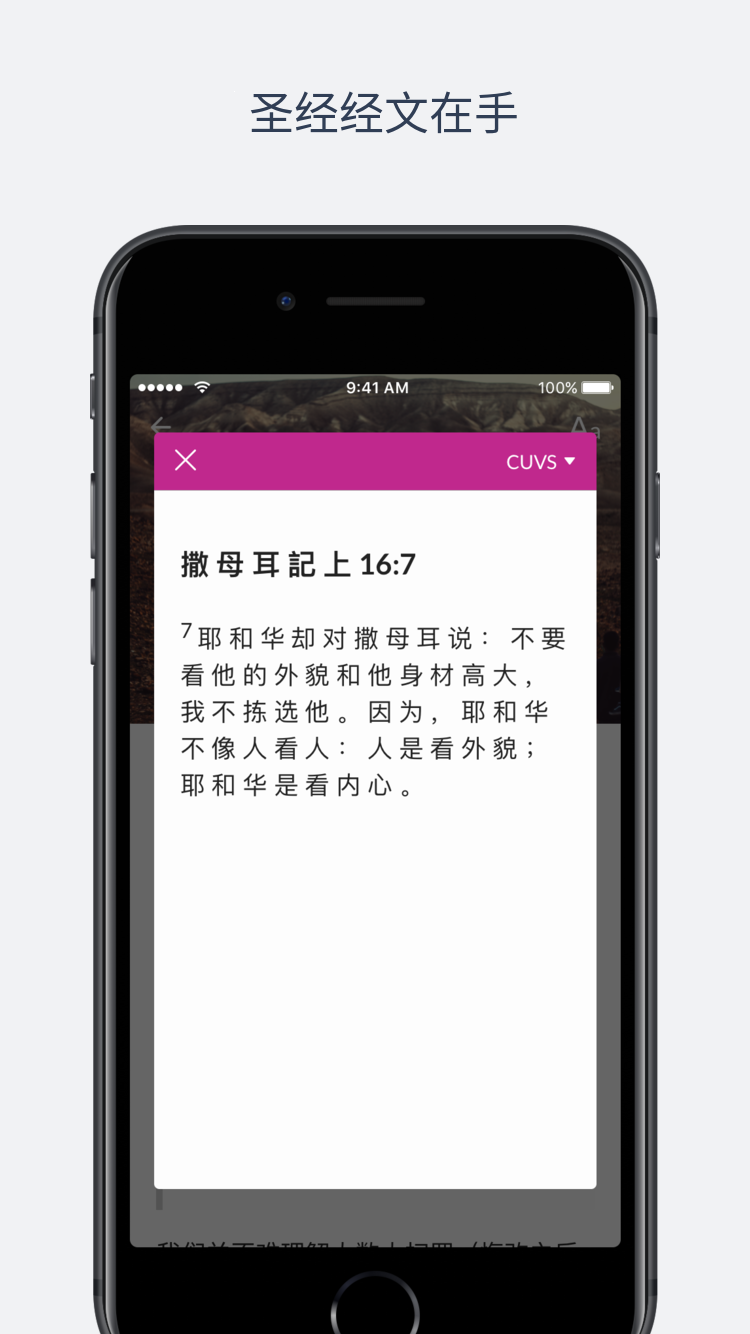 圣经经文在手
9:41 AM
100%
Aa
CUVS
撒母耳記上 16:7
7耶和华却对撒母耳说：不要
看他的外貌和他身材高大，
我不拣选他。因为，耶和华
不像人看人：人是看外貌；
耶和华是看内心。